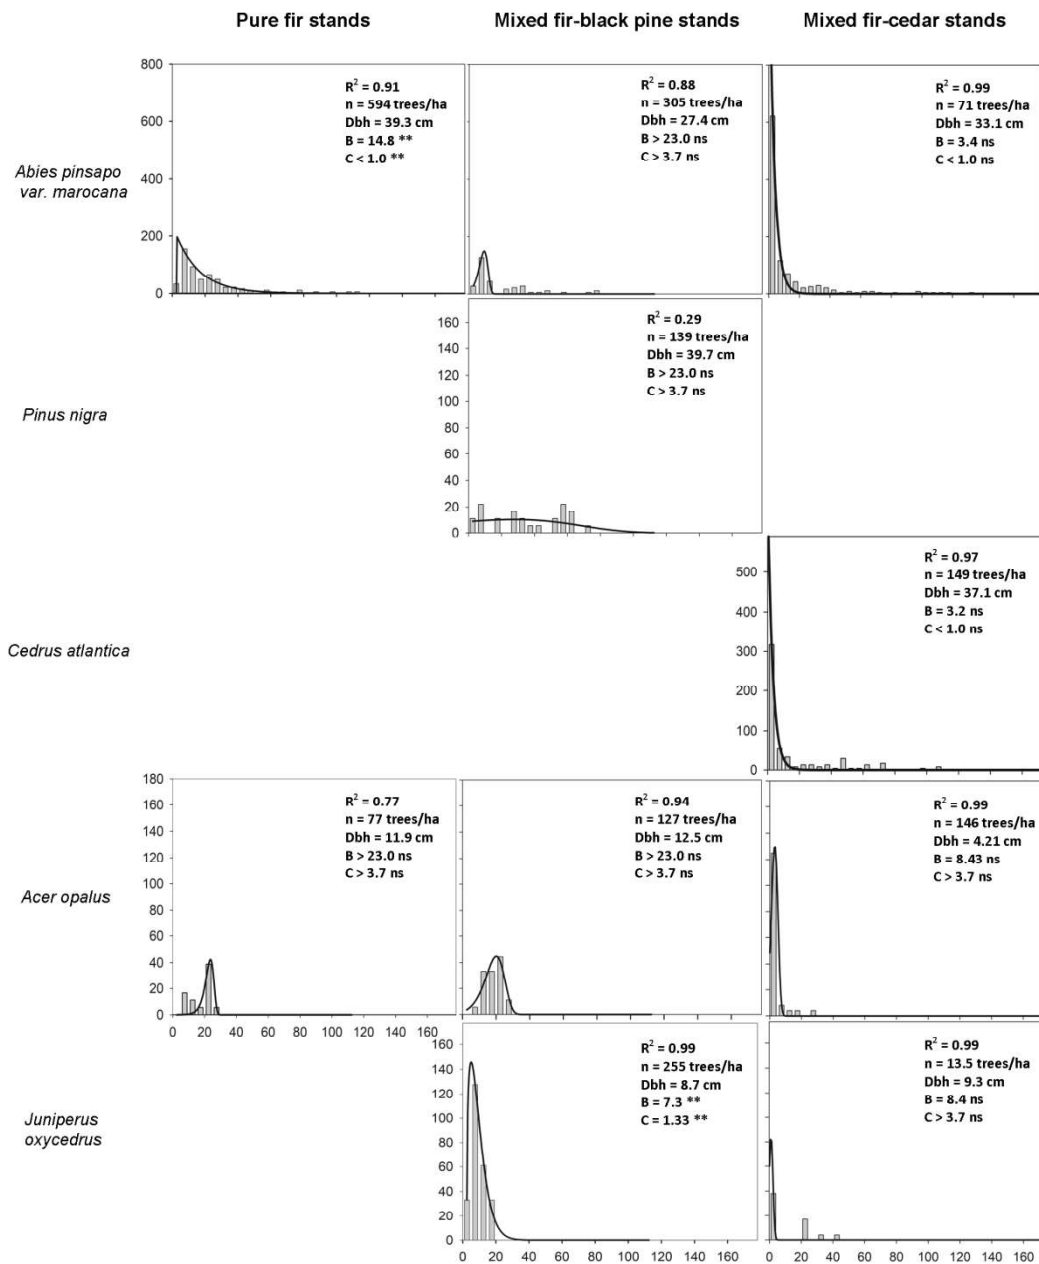 Pure fir stands
Mixed fir-black pine stands
Mixed fir-cedar stands
Abies pinsapo
var. marocana
800
600
400
200
0
R² = 0.91
n = 594 trees/ha
Dbh = 39.3 cm
B = 14.8 **
C < 1.0 **
R² = 0.88
n = 305 trees/ha
Dbh = 27.4 cm
B > 23.0 ns
C > 3.7 ns
R² = 0.99
n = 71 trees/ha
Dbh = 33.1 cm
B = 3.4 ns
C < 1.0 ns
Pinus nigra
160
140
120
100
80
60
40
20
0
R² = 0.29
n = 139 trees/ha
Dbh = 39.7 cm
B > 23.0 ns
C > 3.7 ns
Cedrus atlantica
500
400
300
200
100
0
R² = 0.97
n = 149 trees/ha
Dbh = 37.1 cm
B = 3.2 ns
C < 1.0 ns
Acer opalus
180
160
140
120
100
80
60
40
20
0
R² = 0.77
n = 77 trees/ha
Dbh = 11.9 cm
B > 23.0 ns
C > 3.7 ns
0 20 40 60 80 100 120 140 160
R² = 0.94
n = 127 trees/ha
Dbh = 12.5 cm
B > 23.0 ns
C > 3.7 ns
R² = 0.99
n = 146 trees/ha
Dbh = 4.21 cm
B = 8.43 ns
C > 3.7 ns
Juniperus
oxycedrus
160
140
120
100
80
60
40
20
0
R² = 0.99
n = 255 trees/ha
Dbh = 8.7 cm
B = 7.3 **
C = 1.33 **
0 20 40 60 80 100 120 140 160
R² = 0.99
n = 13.5 trees/ha
Dbh = 9.3 cm
B = 8.4 ns
C > 3.7 ns
0 20 40 60 80 100 120 140 160